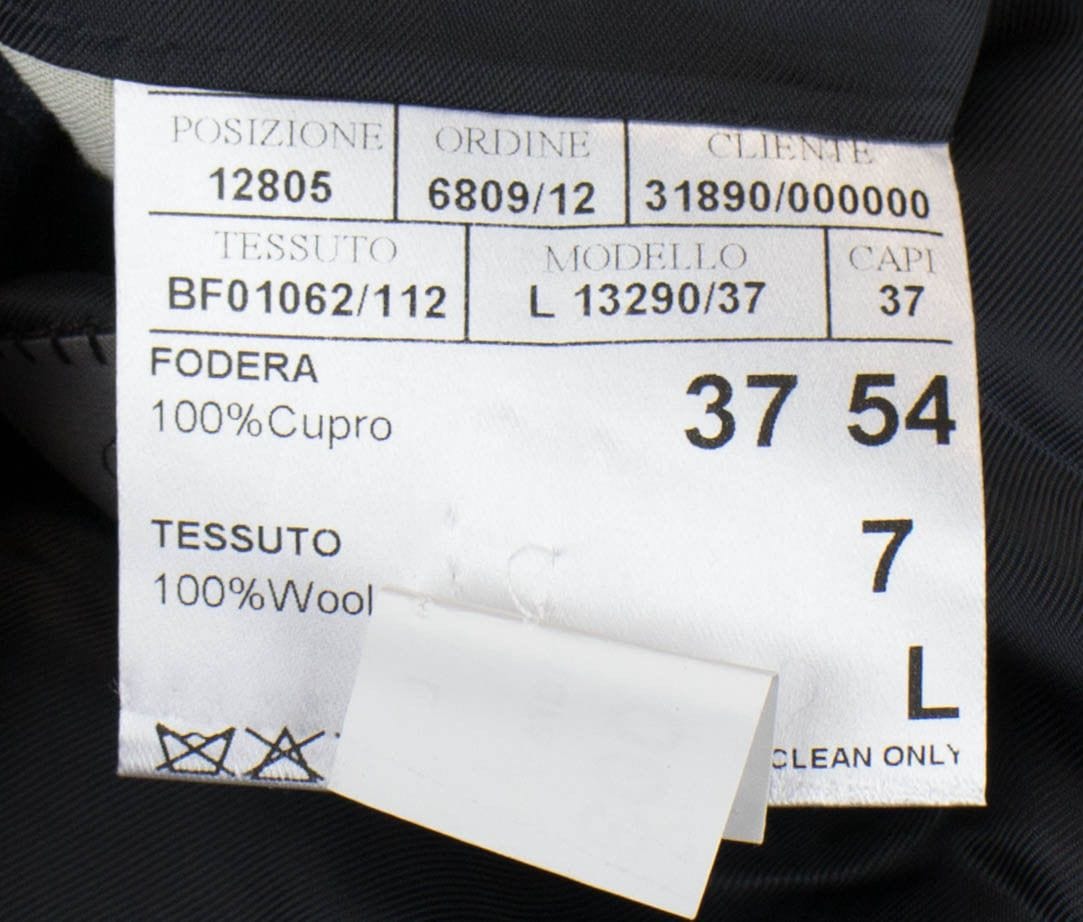 POSIZIONE ORDINE CLIENTE
12805 6809/12 31890/000000
TESSUTO MODELLO CAPI
BF01062/112 L 13290/37 37
FODERA
100%Cupro
37 54
TESSUTO
100%Wool
7
L
CLEAN ONLY